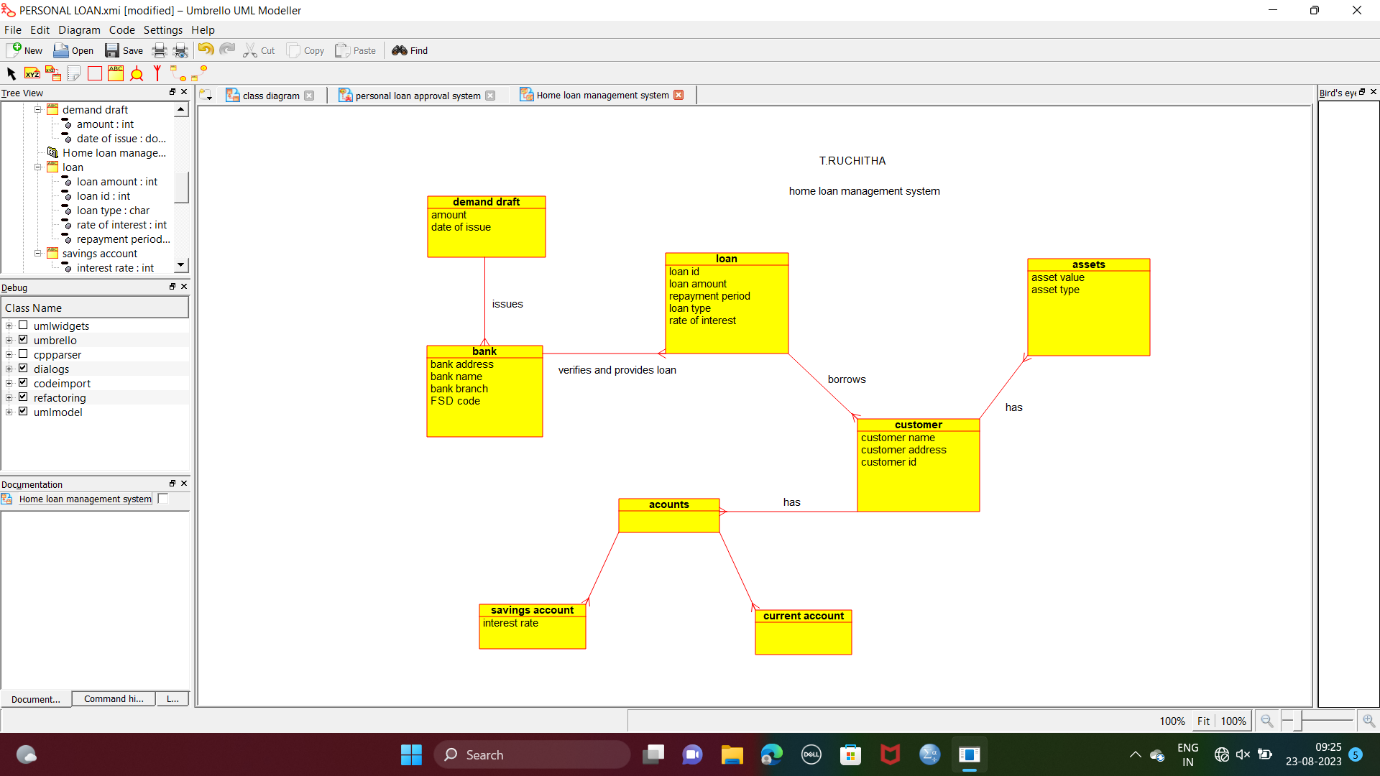 PERSONAL LOAN.xmi [modified] – Umbrello UML Modeller
File Edit Diagram Code Settings Help
New Open Save Cut Copy Paste Find
XYZ ABC
Tree View
demand draft
amount : int
date of issue : do...
Home loan manage...
loan
loan amount : int
loan id : int
loan type : char
rate of interest : int
repayment period...
savings account
interest rate : int
Debug
Class Name
umlwidgets
umbrello
cppparser
dialogs
codeimport
refactoring
umlmodel
Documentation
Home loan management system
Document... Command hi... L...
class diagram personal loan approval system Home loan management system
Bird's eye
T.RUCHITHA
home loan management system
demand draft
amount
date of issue
issues
bank
bank address
bank name
bank branch
FSD code
verifies and provides loan
loan
loan id
loan amount
repayment period
loan type
rate of interest
borrows
assets
asset value
asset type
has
customer
customer name
customer address
customer id
has
acounts
savings account
interest rate
current account
100% Fit 100%
Search
DELL
ENG
IN
09:25
23-08-2023
5